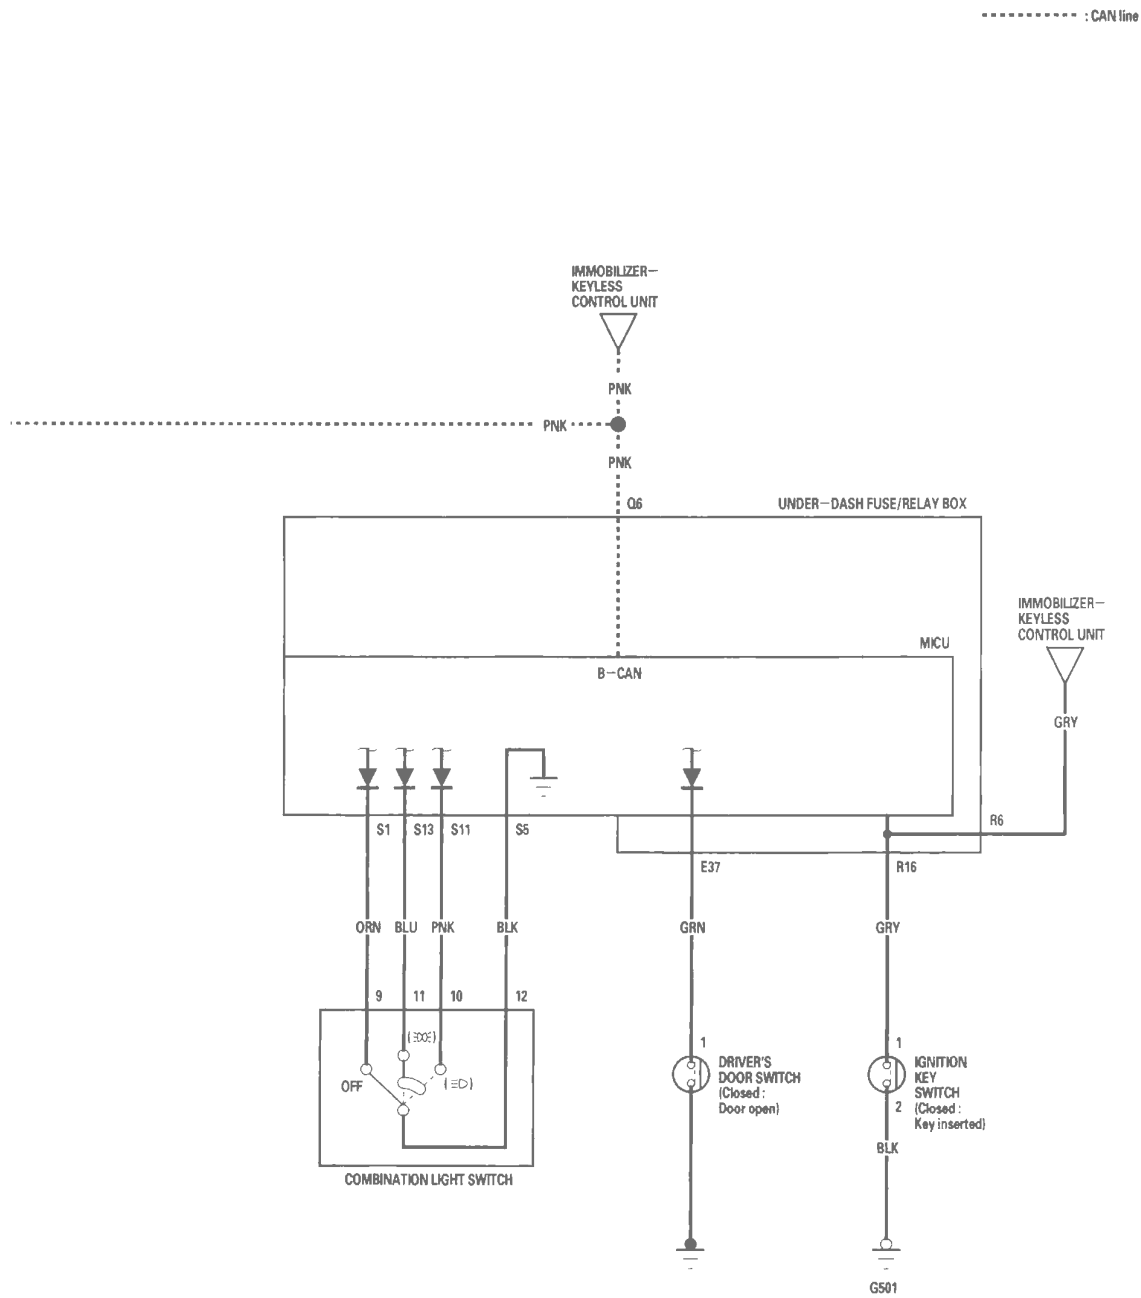 : CAN line
IMMOBILIZER–
KEYLESS
CONTROL UNIT
PNK
PNK
PNK
Q6
UNDER–DASH FUSE/RELAY BOX
IMMOBILIZER–
KEYLESS
CONTROL UNIT
MICU
B–CAN
GRY
S1
S13
S11
S5
R6
E37
R16
ORN
BLU
PNK
BLK
GRN
GRY
9
11
10
12
OFF
1
DRIVER'S
DOOR SWITCH
(Closed :
Door open)
1
2
IGNITION
KEY
SWITCH
(Closed :
Key inserted)
BLK
COMBINATION LIGHT SWITCH
G501